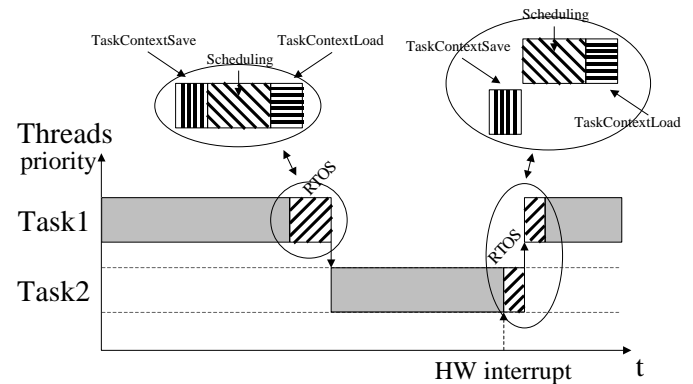 Scheduling
TaskContextSave
Scheduling
TaskContextLoad
TaskContextSave
TaskContextLoad
Threads
priority
RTOS
Task1
RTOS
Task2
HW interrupt
t